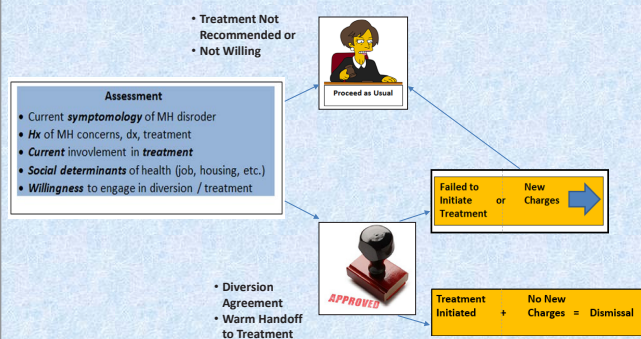 • Treatment Not
Recommended or
• Not Willing
Proceed as Usual
Assessment
• Current symptomology of MH disroder
• Hx of MH concerns, dx, treatment
• Current invovlement in treatment
• Social determinants of health (job, housing, etc.)
• Willingness to engage in diversion / treatment
Failed to New
Initiate or Charges
Treatment
APPROVED
• Diversion
Agreement
• Warm Handoff
to Treatment
Treatment No New
Initiated + Charges = Dismissal